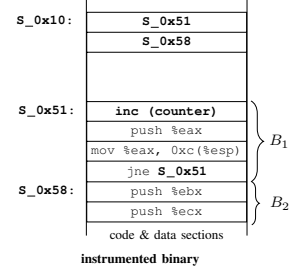 S_0x10: S_0x51
S_0x58
S_0x51: inc (counter)
push %eax
mov %eax, 0xc(%esp)
jne S_0x51
B1
S_0x58: push %ebx
push %ecx
B2
code & data sections
instrumented binary